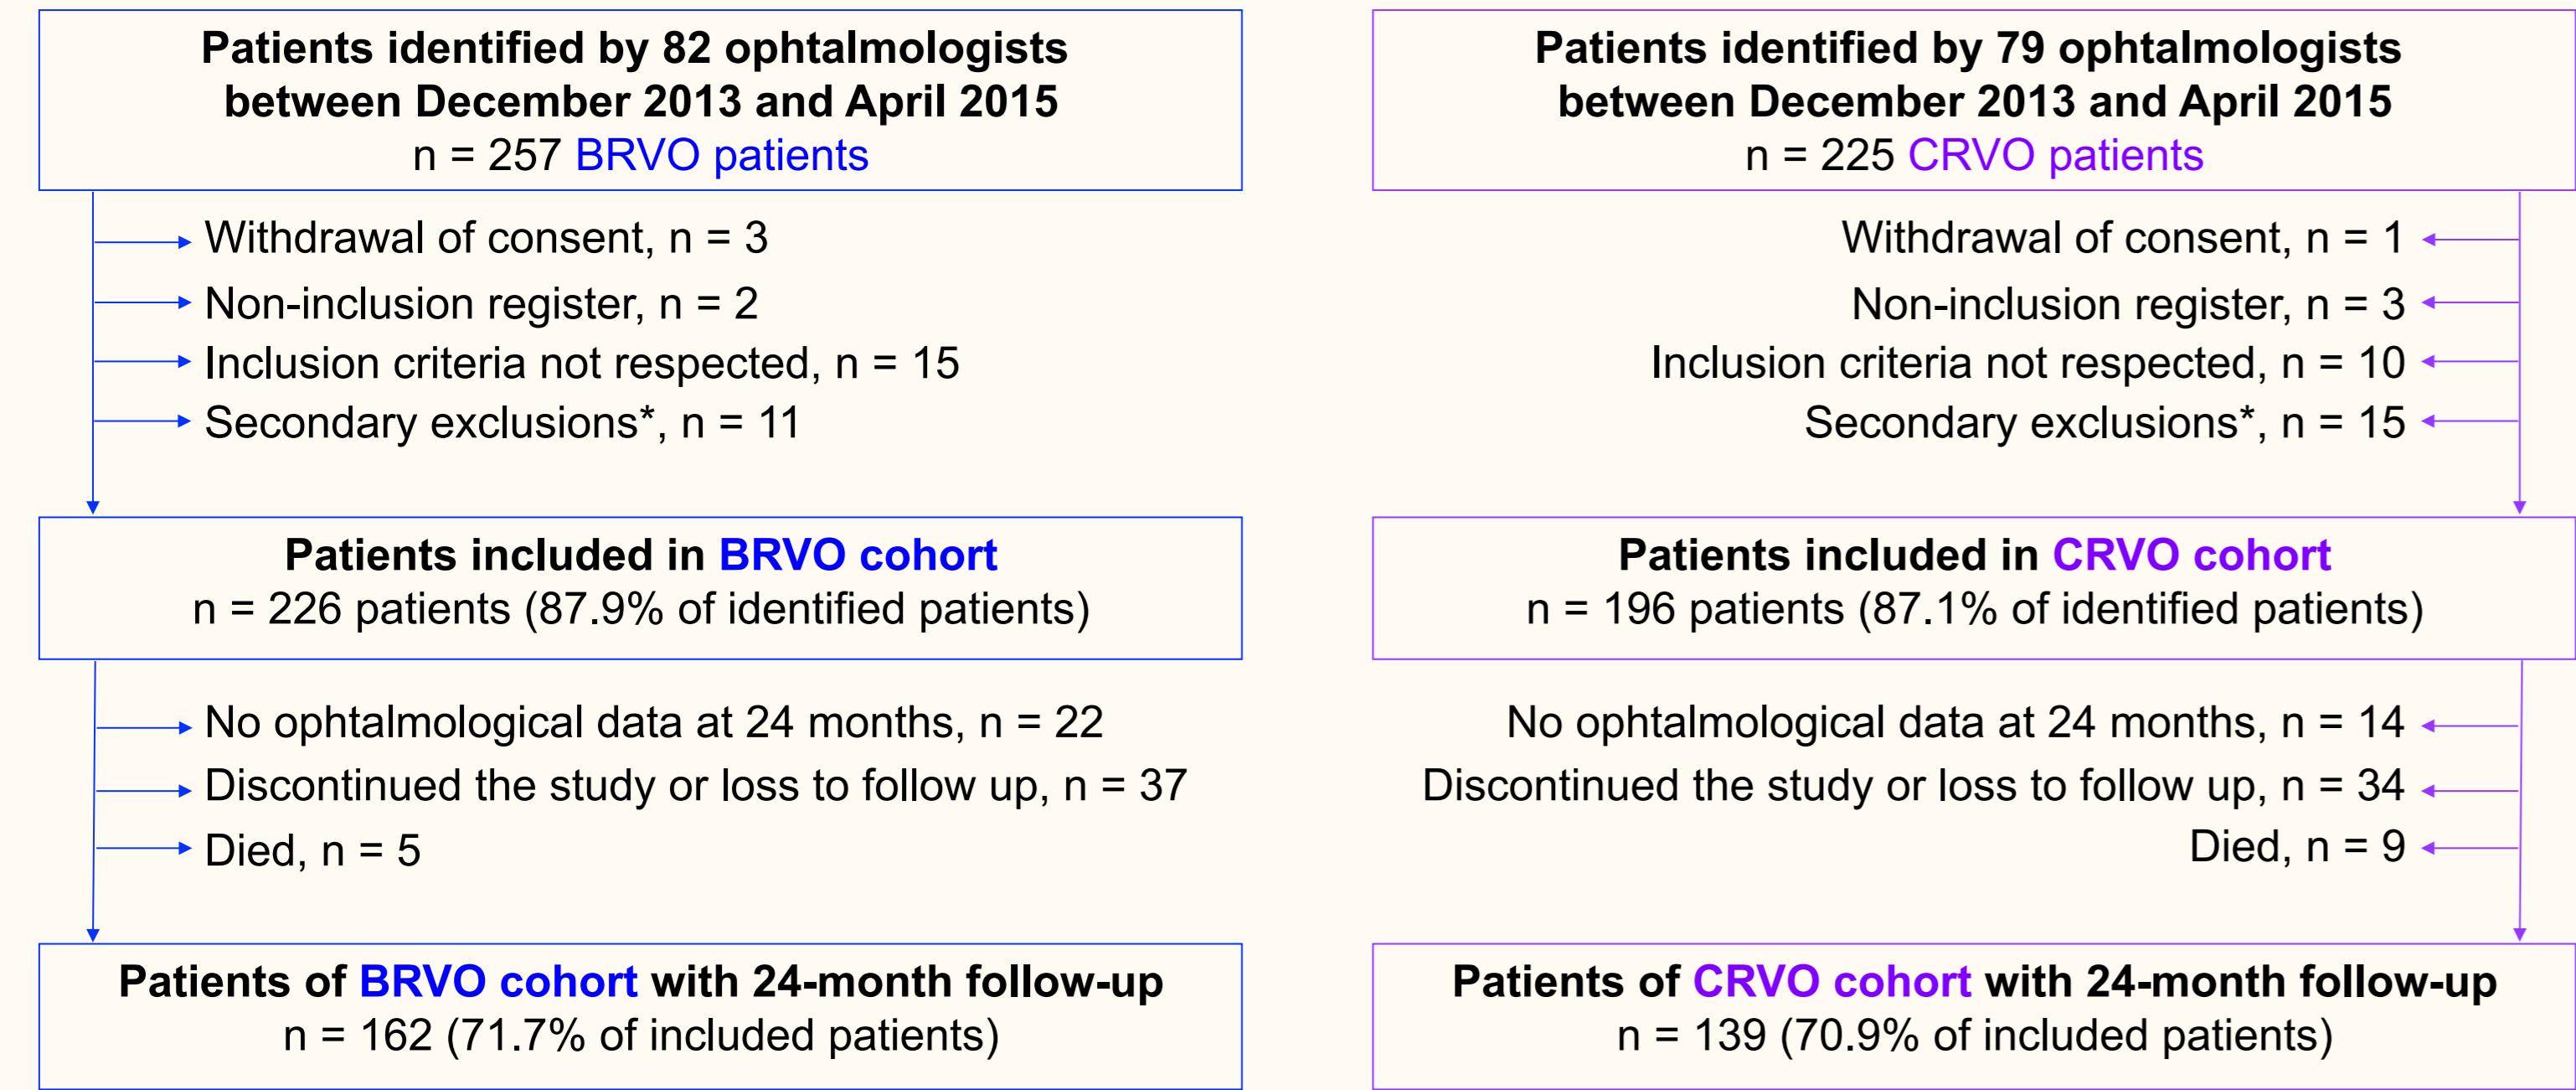 Patients identified by 82 ophtalmologists
between December 2013 and April 2015
n = 257 BRVO patients
Withdrawal of consent, n = 3
Non-inclusion register, n = 2
Inclusion criteria not respected, n = 15
Secondary exclusions*, n = 11
Patients included in BRVO cohort
n = 226 patients (87.9% of identified patients)
No ophtalmological data at 24 months, n = 22
Discontinued the study or loss to follow up, n = 37
Died, n = 5
Patients of BRVO cohort with 24-month follow-up
n = 162 (71.7% of included patients)
Patients identified by 79 ophtalmologists
between December 2013 and April 2015
n = 225 CRVO patients
Withdrawal of consent, n = 1
Non-inclusion register, n = 3
Inclusion criteria not respected, n = 10
Secondary exclusions*, n = 15
Patients included in CRVO cohort
n = 196 patients (87.1% of identified patients)
No ophtalmological data at 24 months, n = 14
Discontinued the study or loss to follow up, n = 34
Died, n = 9
Patients of CRVO cohort with 24-month follow-up
n = 139 (70.9% of included patients)